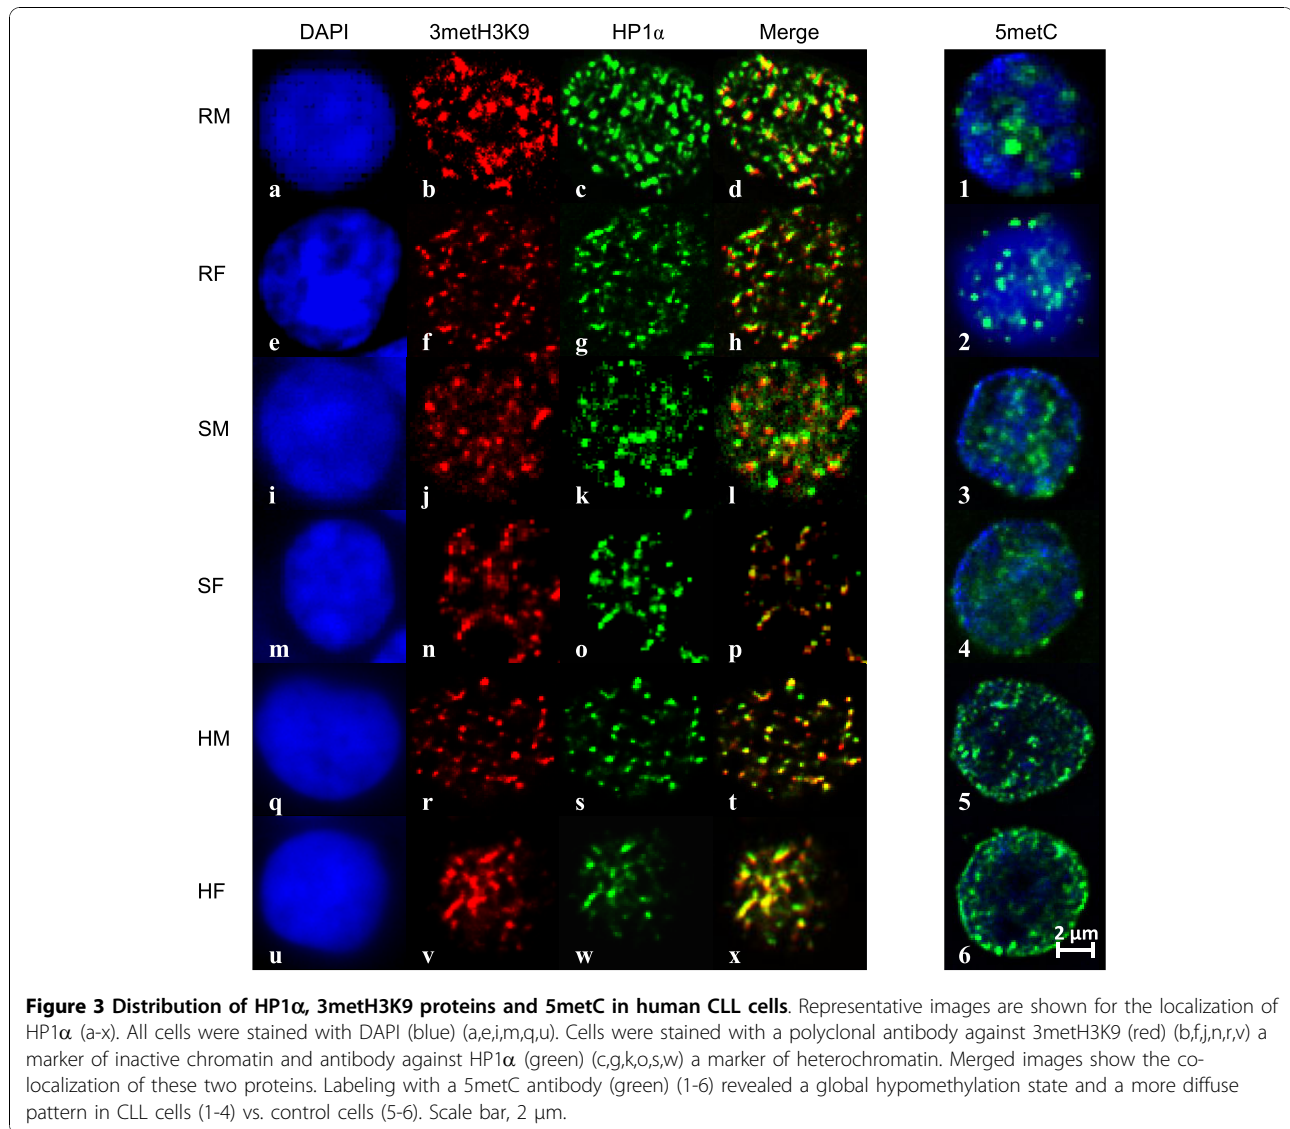 DAPI 3metH3K9 HP1α Merge 5metC
RM
a b c d 1
RF
e f g h 2
SM
i j k l 3
SF
m n o p 4
HM
q r s t 5
HF
2 µm
u v w x 6
Figure 3 Distribution of HP1α, 3metH3K9 proteins and 5metC in human CLL cells. Representative images are shown for the localization of
HP1α (a-x). All cells were stained with DAPI (blue) (a,e,i,m,q,u). Cells were stained with a polyclonal antibody against 3metH3K9 (red) (b,f,j,n,r,v) a
marker of inactive chromatin and antibody against HP1α (green) (c,g,k,o,s,w) a marker of heterochromatin. Merged images show the co-
localization of these two proteins. Labeling with a 5metC antibody (green) (1-6) revealed a global hypomethylation state and a more diffuse
pattern in CLL cells (1-4) vs. control cells (5-6). Scale bar, 2 µm.